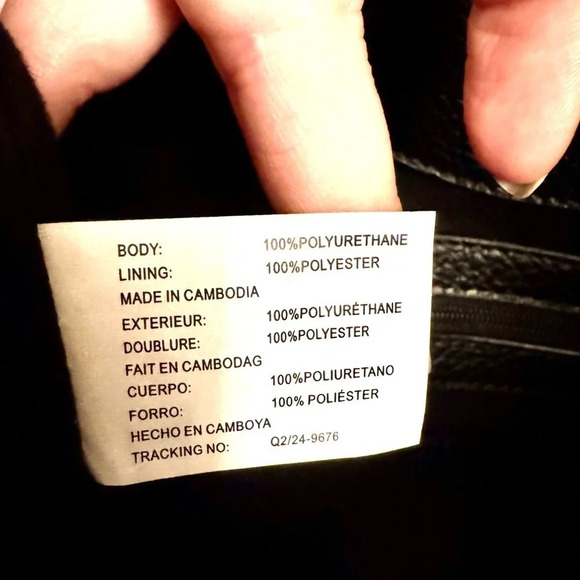 BODY: 100%POLYURETHANE
LINING: 100%POLYESTER
MADE IN CAMBODIA
EXTERIEUR: 100%POLYURÉTHANE
DOUBLURE: 100%POLYESTER
FAIT EN CAMBODAG
CUERPO: 100%POLIURETANO
FORRO: 100% POLIÉSTER
HECHO EN CAMBOYA
TRACKING NO: Q2/24-9676